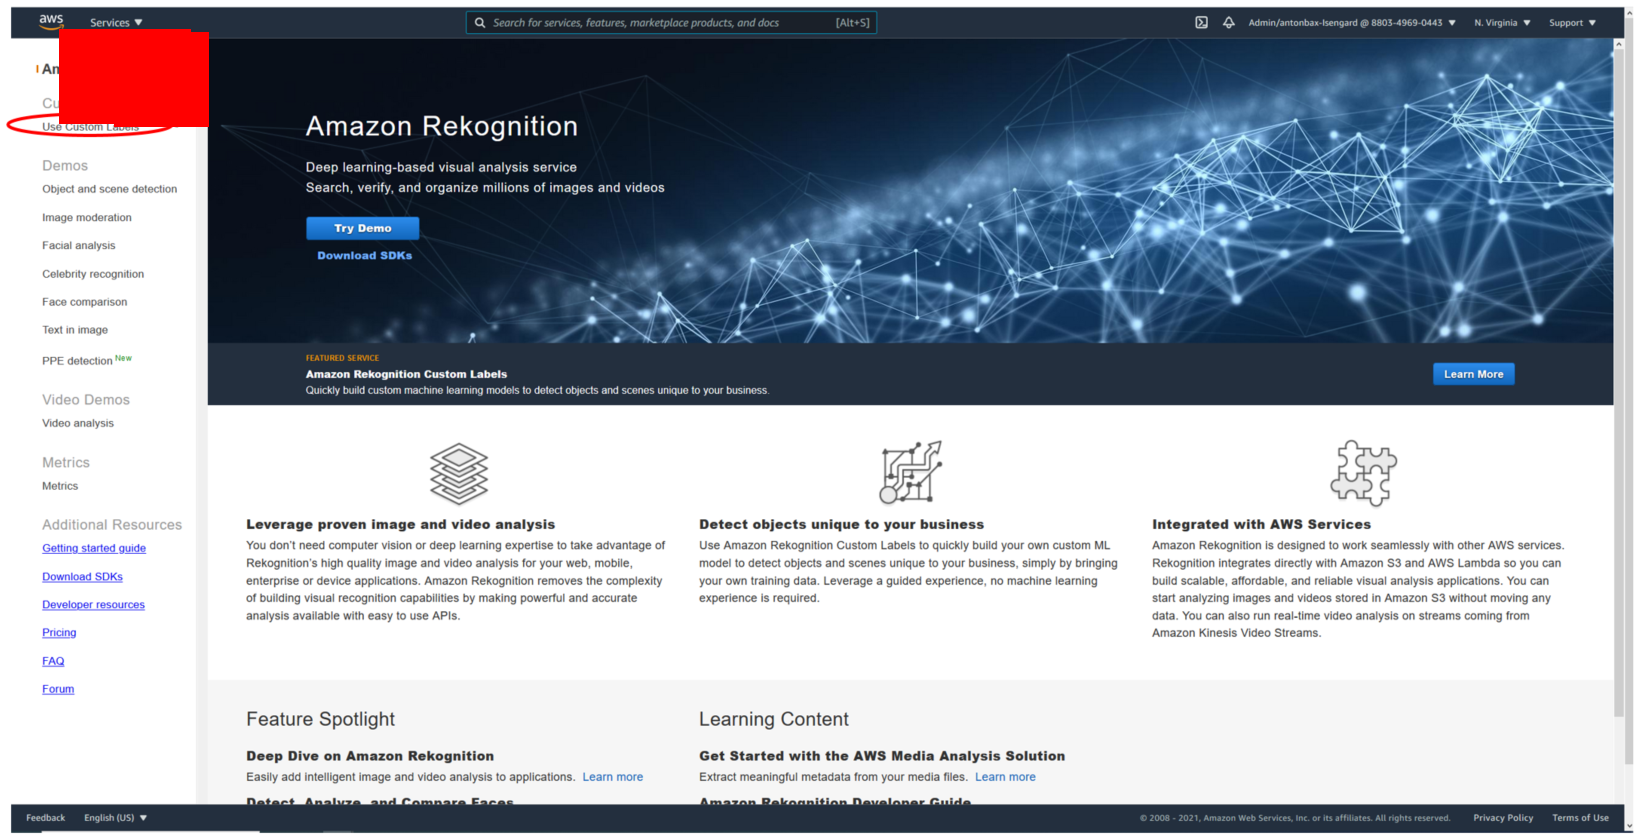 aws
Services ▼
Search for services, features, marketplace products, and docs
[Alt+S]
Admin/antonbax-Isengard @ 8803-4969-0443 ▼
N. Virginia ▼
Support ▼
Use Custom Labels
Demos
Object and scene detection
Image moderation
Facial analysis
Celebrity recognition
Face comparison
Text in image
PPE detection New
Video Demos
Video analysis
Metrics
Metrics
Additional Resources
Getting started guide
Download SDKs
Developer resources
Pricing
FAQ
Forum
Amazon Rekognition
Deep learning-based visual analysis service
Search, verify, and organize millions of images and videos
Try Demo
Download SDKs
FEATURED SERVICE
Amazon Rekognition Custom Labels
Quickly build custom machine learning models to detect objects and scenes unique to your business.
Learn More
Leverage proven image and video analysis
You don't need computer vision or deep learning expertise to take advantage of
Rekognition's high quality image and video analysis for your web, mobile,
enterprise or device applications. Amazon Rekognition removes the complexity
of building visual recognition capabilities by making powerful and accurate
analysis available with easy to use APIs.
Detect objects unique to your business
Use Amazon Rekognition Custom Labels to quickly build your own custom ML
model to detect objects and scenes unique to your business, simply by bringing
your own training data. Leverage a guided experience, no machine learning
experience is required.
Integrated with AWS Services
Amazon Rekognition is designed to work seamlessly with other AWS services.
Rekognition integrates directly with Amazon S3 and AWS Lambda so you can
build scalable, affordable, and reliable visual analysis applications. You can
start analyzing images and videos stored in Amazon S3 without moving any
data. You can also run real-time video analysis on streams coming from
Amazon Kinesis Video Streams.
Feature Spotlight
Deep Dive on Amazon Rekognition
Easily add intelligent image and video analysis to applications. Learn more
Detect, Analyze, and Compare Faces
Learning Content
Get Started with the AWS Media Analysis Solution
Extract meaningful metadata from your media files. Learn more
Amazon Rekognition Developer Guide
Feedback
English (US) ▼
© 2008 - 2021, Amazon Web Services, Inc. or its affiliates. All rights reserved.
Privacy Policy
Terms of Use